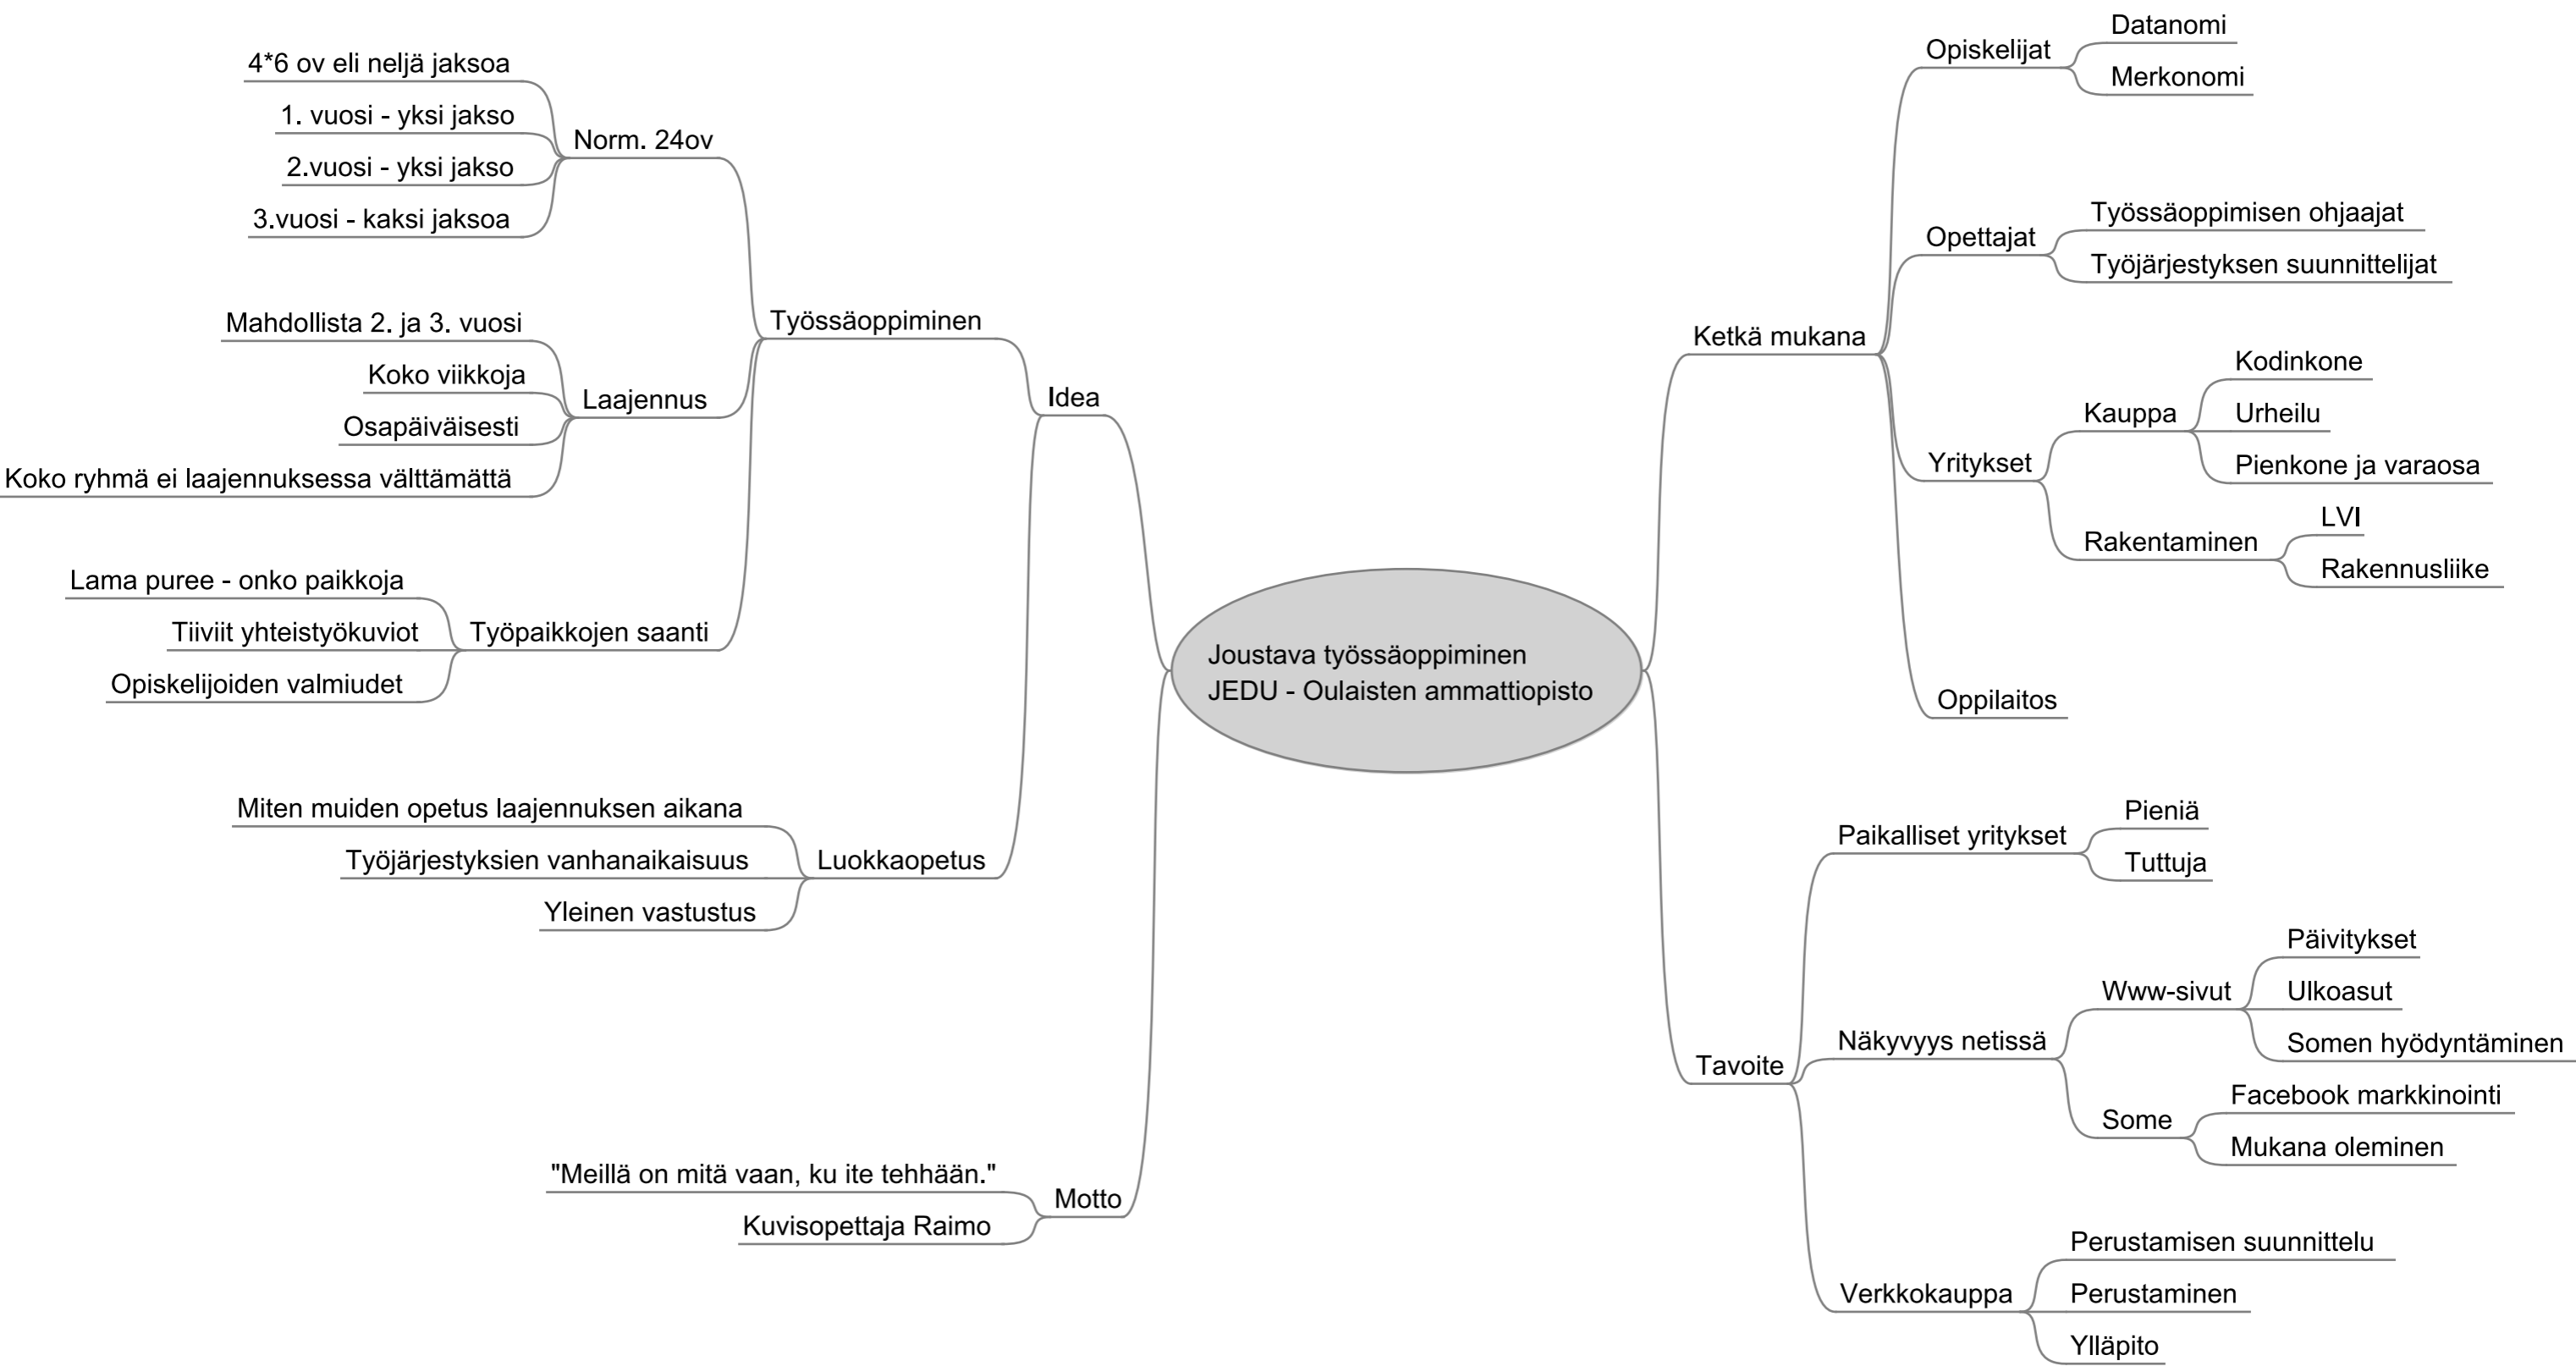 Joustava työssäoppiminen
JEDU - Oulaisten ammattiopisto
Idea
Työssäoppiminen
Norm. 24ov
4*6 ov eli neljä jaksoa
1. vuosi - yksi jakso
2.vuosi - yksi jakso
3.vuosi - kaksi jaksoa
Laajennus
Mahdollista 2. ja 3. vuosi
Koko viikkoja
Osapäiväisesti
Koko ryhmä ei laajennuksessa välttämättä
Työpaikkojen saanti
Lama puree - onko paikkoja
Tiiviit yhteistyökuviot
Opiskelijoiden valmiudet
Luokkaopetus
Miten muiden opetus laajennuksen aikana
Työjärjestyksien vanhanaikaisuus
Yleinen vastustus
Motto
"Meillä on mitä vaan, ku ite tehhään."
Kuvisopettaja Raimo
Ketkä mukana
Opiskelijat
Datanomi
Merkonomi
Opettajat
Työssäoppimisen ohjaajat
Työjärjestyksen suunnittelijat
Yritykset
Kauppa
Kodinkone
Urheilu
Pienkone ja varaosa
Rakentaminen
LVI
Rakennusliike
Oppilaitos
Tavoite
Paikalliset yritykset
Pieniä
Tuttuja
Näkyvyys netissä
Www-sivut
Päivitykset
Ulkoasut
Somen hyödyntäminen
Some
Facebook markkinointi
Mukana oleminen
Verkkokauppa
Perustamisen suunnittelu
Perustaminen
Ylläpito